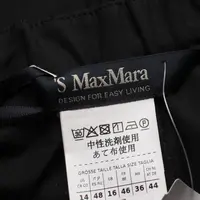 'S MaxMara
DESIGN FOR EASY LIVING
中性洗剤使用
あて布使用
GROSSE TAILLE TALLA SIZE TAGLIA
14 48 16 46 36 44